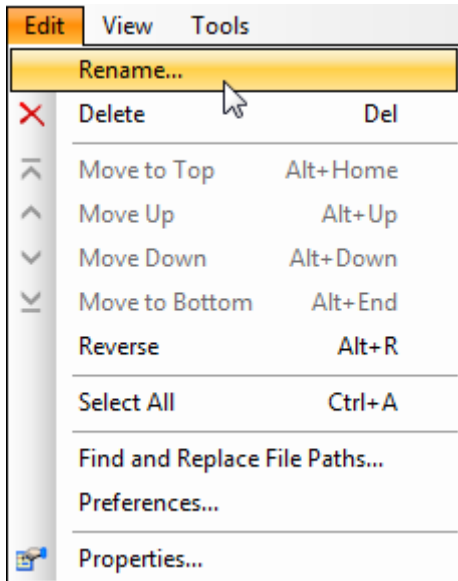 Edit View Tools
Rename...
Delete Del
Move to Top Alt+Home
Move Up Alt+Up
Move Down Alt+Down
Move to Bottom Alt+End
Reverse Alt+R
Select All Ctrl+A
Find and Replace File Paths...
Preferences...
Properties...